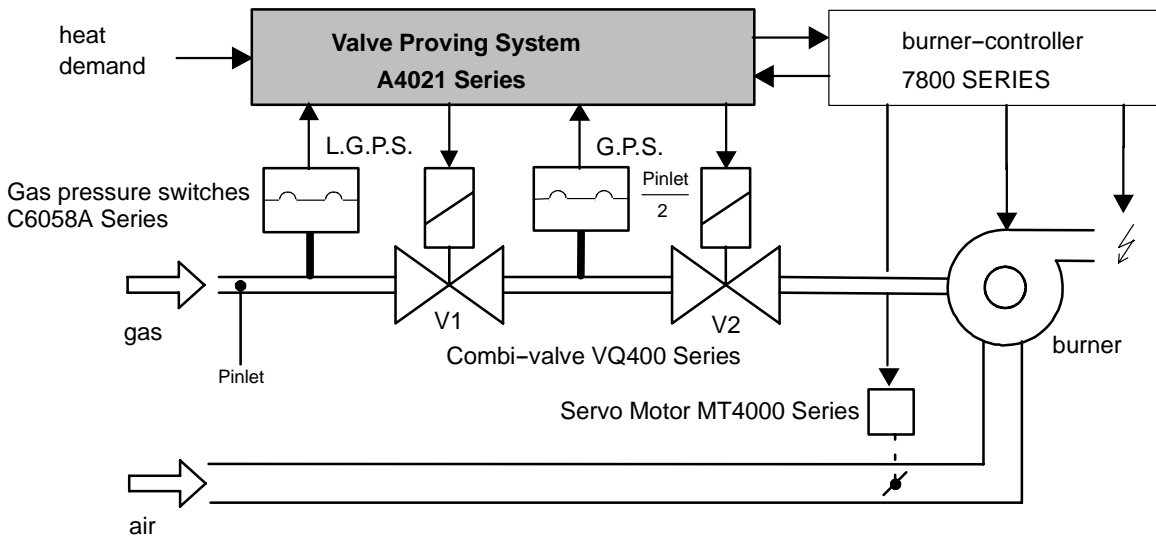 heat
demand
Valve Proving System
A4021 Series
burner-controller
7800 SERIES
L.G.P.S.
G.P.S.
Pinlet
2
Gas pressure switches
C6058A Series
gas
V1
V2
Combi-valve VQ400 Series
burner
Pinlet
Servo Motor MT4000 Series
air